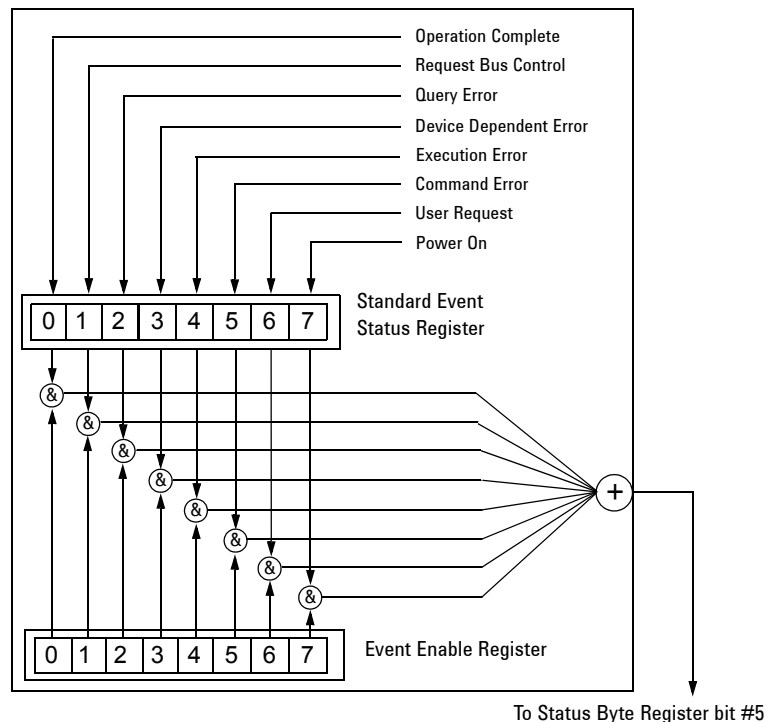 Operation Complete
Request Bus Control
Query Error
Device Dependent Error
Execution Error
Command Error
User Request
Power On
Standard Event
Status Register
0 1 2 3 4 5 6 7
&
&
&
&
&
&
&
&
+
0 1 2 3 4 5 6 7
Event Enable Register
To Status Byte Register bit #5